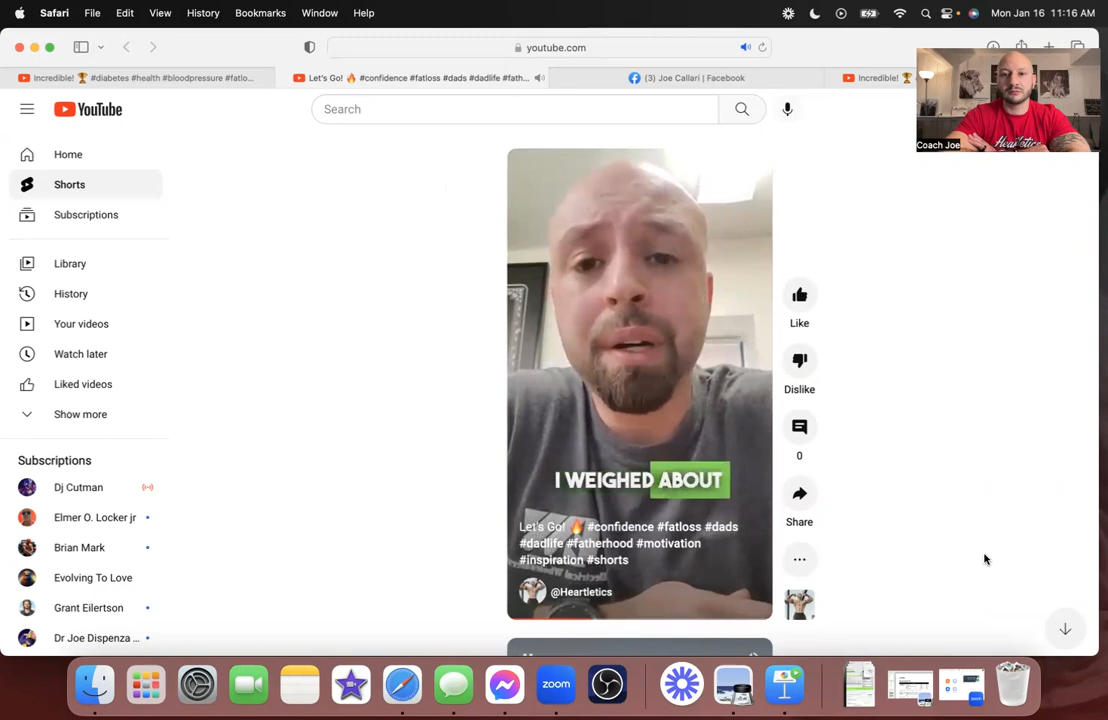 Safari File Edit View History Bookmarks Window Help
Mon Jan 16 11:16 AM
youtube.com
Incredible! 🏆 #diabetes #health #bloodpressure #fatlo...
Let's Go! 🔥 #confidence #fatloss #dads #dadlife #fath...
(3) Joe Callari | Facebook
Incredible! 🏆
Coach Joe
Heartletics
YouTube
Search
Home
Shorts
Subscriptions
Library
History
Your videos
Watch later
Liked videos
Show more
Subscriptions
Dj Cutman
Elmer O. Locker jr
Brian Mark
Evolving To Love
Grant Eilertson
Dr Joe Dispenza ...
I WEIGHED ABOUT
Let's Go! 🔥 #confidence #fatloss #dads
#dadlife #fatherhood #motivation
#inspiration #shorts
@Heartletics
Like
Dislike
0
Share
zoom